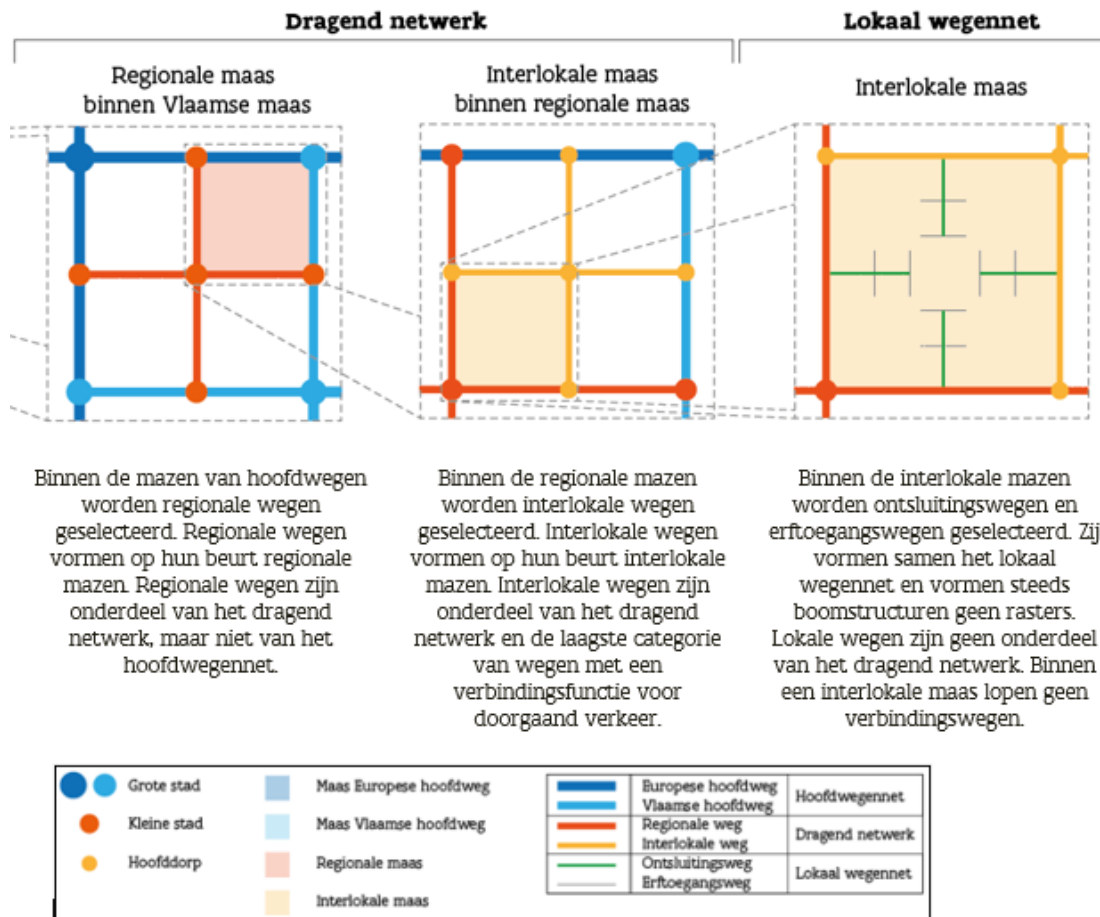 Dragend netwerk
Lokaal wegennet
Regionale maas
binnen Vlaamse maas
Interlokale maas
binnen regionale maas
Interlokale maas
Binnen de mazen van hoofdwegen
worden regionale wegen
geselecteerd. Regionale wegen
vormen op hun beurt regionale
mazen. Regionale wegen zijn
onderdeel van het dragend
netwerk, maar niet van het
hoofdwegennet.
Binnen de regionale mazen
worden interlokale wegen
geselecteerd. Interlokale wegen
vormen op hun beurt interlokale
mazen. Interlokale wegen zijn
onderdeel van het dragend
netwerk en de laagste categorie
van wegen met een
verbindingsfunctie voor
doorgaand verkeer.
Binnen de interlokale mazen
worden ontsluitingswegen en
erftoegangswegen geselecteerd. Zij
vormen samen het lokaal
wegennet en vormen steeds
boomstructuren geen rasters.
Lokale wegen zijn geen onderdeel
van het dragend netwerk. Binnen
een interlokale maas lopen geen
verbindingswegen.
Grote stad
Kleine stad
Hoofddorp
Maas Europese hoofdweg
Maas Vlaamse hoofdweg
Regionale maas
Interlokale maas
Europese hoofdweg
Vlaamse hoofdweg
Hoofdwegennet
Regionale weg
Interlokale weg
Dragend netwerk
Ontsluitingsweg
Erftoegangsweg
Lokaal wegennet